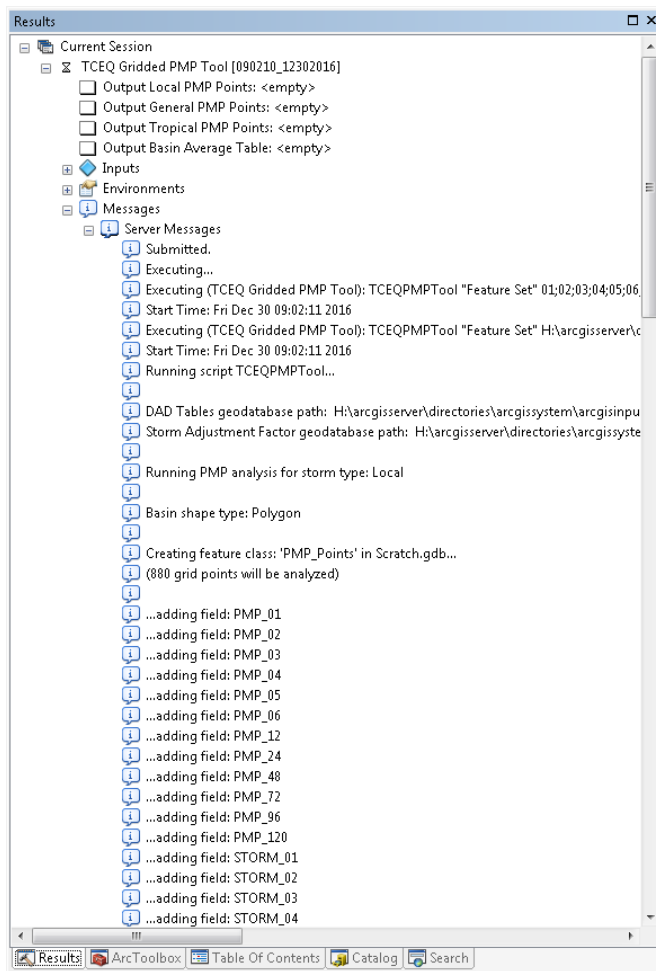 Results
Current Session
TCEQ Gridded PMP Tool [090210_12302016]
Output Local PMP Points: <empty>
Output General PMP Points: <empty>
Output Tropical PMP Points: <empty>
Output Basin Average Table: <empty>
Inputs
Environments
Messages
Server Messages
Submitted.
Executing...
Executing (TCEQ Gridded PMP Tool): TCEQPMPTool "Feature Set" 01;02;03;04;05;06
Start Time: Fri Dec 30 09:02:11 2016
Executing (TCEQ Gridded PMP Tool): TCEQPMPTool "Feature Set" H:\arcgisserver\
Start Time: Fri Dec 30 09:02:11 2016
Running script TCEQPMPTool...
DAD Tables geodatabase path: H:\arcgisserver\directories\arcgissystem\arcgisinpu
Storm Adjustment Factor geodatabase path: H:\arcgisserver\directories\arcgissyste
Running PMP analysis for storm type: Local
Basin shape type: Polygon
Creating feature class: 'PMP_Points' in Scratch.gdb...
(880 grid points will be analyzed)
...adding field: PMP_01
...adding field: PMP_02
...adding field: PMP_03
...adding field: PMP_04
...adding field: PMP_05
...adding field: PMP_06
...adding field: PMP_12
...adding field: PMP_24
...adding field: PMP_48
...adding field: PMP_72
...adding field: PMP_96
...adding field: PMP_120
...adding field: STORM_01
...adding field: STORM_02
...adding field: STORM_03
...adding field: STORM_04
Results ArcToolbox Table Of Contents Catalog Search